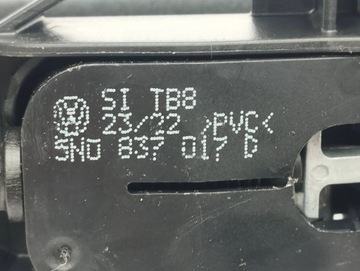 SI TB8
23/22 >PVC<
5N0 837 017 D